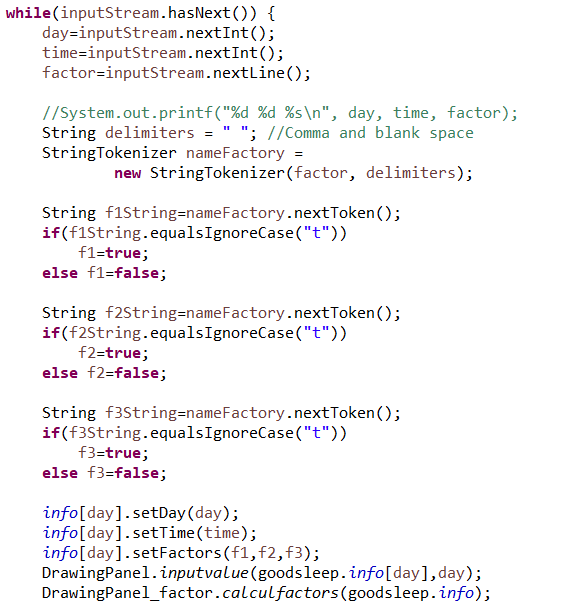 while(inputStream.hasNext()) {
day=inputStream.nextInt();
time=inputStream.nextInt();
factor=inputStream.nextLine();
//System.out.printf("%d %d %s\n", day, time, factor);
String delimiters = " "; //Comma and blank space
StringTokenizer nameFactory =
new StringTokenizer(factor, delimiters);
String f1String=nameFactory.nextToken();
if(f1String.equalsIgnoreCase("t"))
f1=true;
else f1=false;
String f2String=nameFactory.nextToken();
if(f2String.equalsIgnoreCase("t"))
f2=true;
else f2=false;
String f3String=nameFactory.nextToken();
if(f3String.equalsIgnoreCase("t"))
f3=true;
else f3=false;
info[day].setDay(day);
info[day].setTime(time);
info[day].setFactors(f1,f2,f3);
DrawingPanel.inputvalue(goodsleep.info[day],day);
DrawingPanel_factor.calculfactors(goodsleep.info);